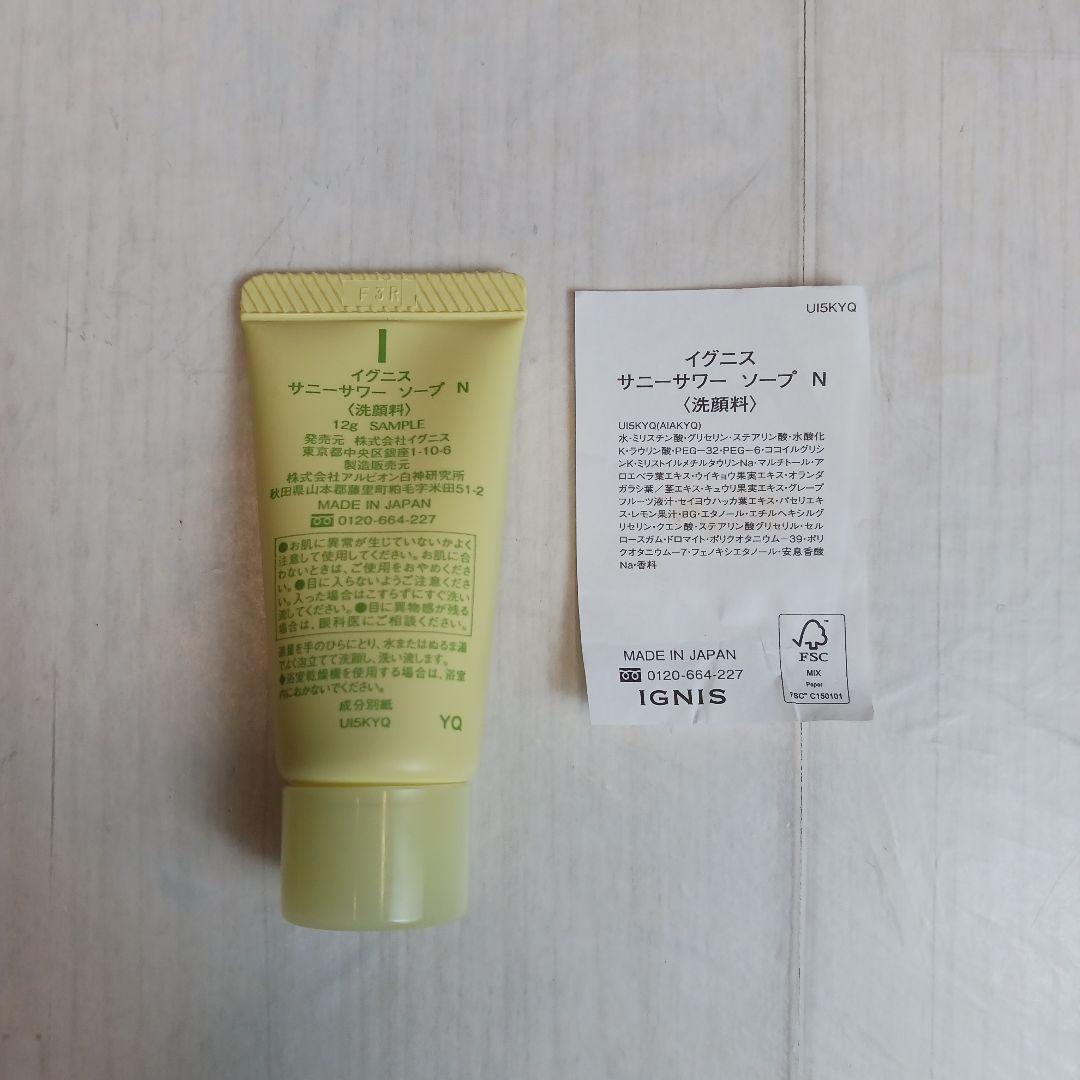 F3R
イグニス
サニーサワー ソープ N
〈洗顔料〉
12g SAMPLE
発売元 株式会社イグニス
東京都中央区銀座1-10-6
製造販売元
株式会社アルビオン白神研究所
秋田県山本郡藤里町粕毛字米田51-2
MADE IN JAPAN
0120-664-227
●お肌に異常が生じていないかよく
注意して使用してください。お肌に合
わないときは、ご使用をおやめくださ
い。●目に入らないようご注意くださ
い。入った場合はこすらずにすぐ洗い
流してください。●目に異物感が残る
場合は、眼科医にご相談ください。
適量を手のひらにとり、水またはぬるま湯
でよく泡立てて洗顔し、洗い流します。
◆浴室乾燥機を使用する場合は、浴室
内におかないでください。
成分別紙
UI5KYQ YQ
UI5KYQ
イグニス
サニーサワー ソープ N
〈洗顔料〉
UI5KYQ(AIAKYQ)
水・ミリスチン酸・グリセリン・ステアリン酸・水酸化
K・ラウリン酸・PEG-32・PEG-6・ココイルグリシ
ンK・ミリストイルメチルタウリンNa・マルチトール・ア
ロエベラ葉エキス・ウイキョウ果実エキス・オランダ
ガラシ葉/茎エキス・キュウリ果実エキス・グレープ
フルーツ液汁・セイヨウハッカ葉エキス・パセリエキ
ス・レモン果汁・BG・エタノール・エチルヘキシルグ
リセリン・クエン酸・ステアリン酸グリセリル・セル
ロースガム・ドロマイト・ポリクオタニウム-39・ポリ
クオタニウム-7・フェノキシエタノール・安息香酸
Na・香料
MADE IN JAPAN
0120-664-227
IGNIS
FSC
MIX
Paper
FSC™ C150101